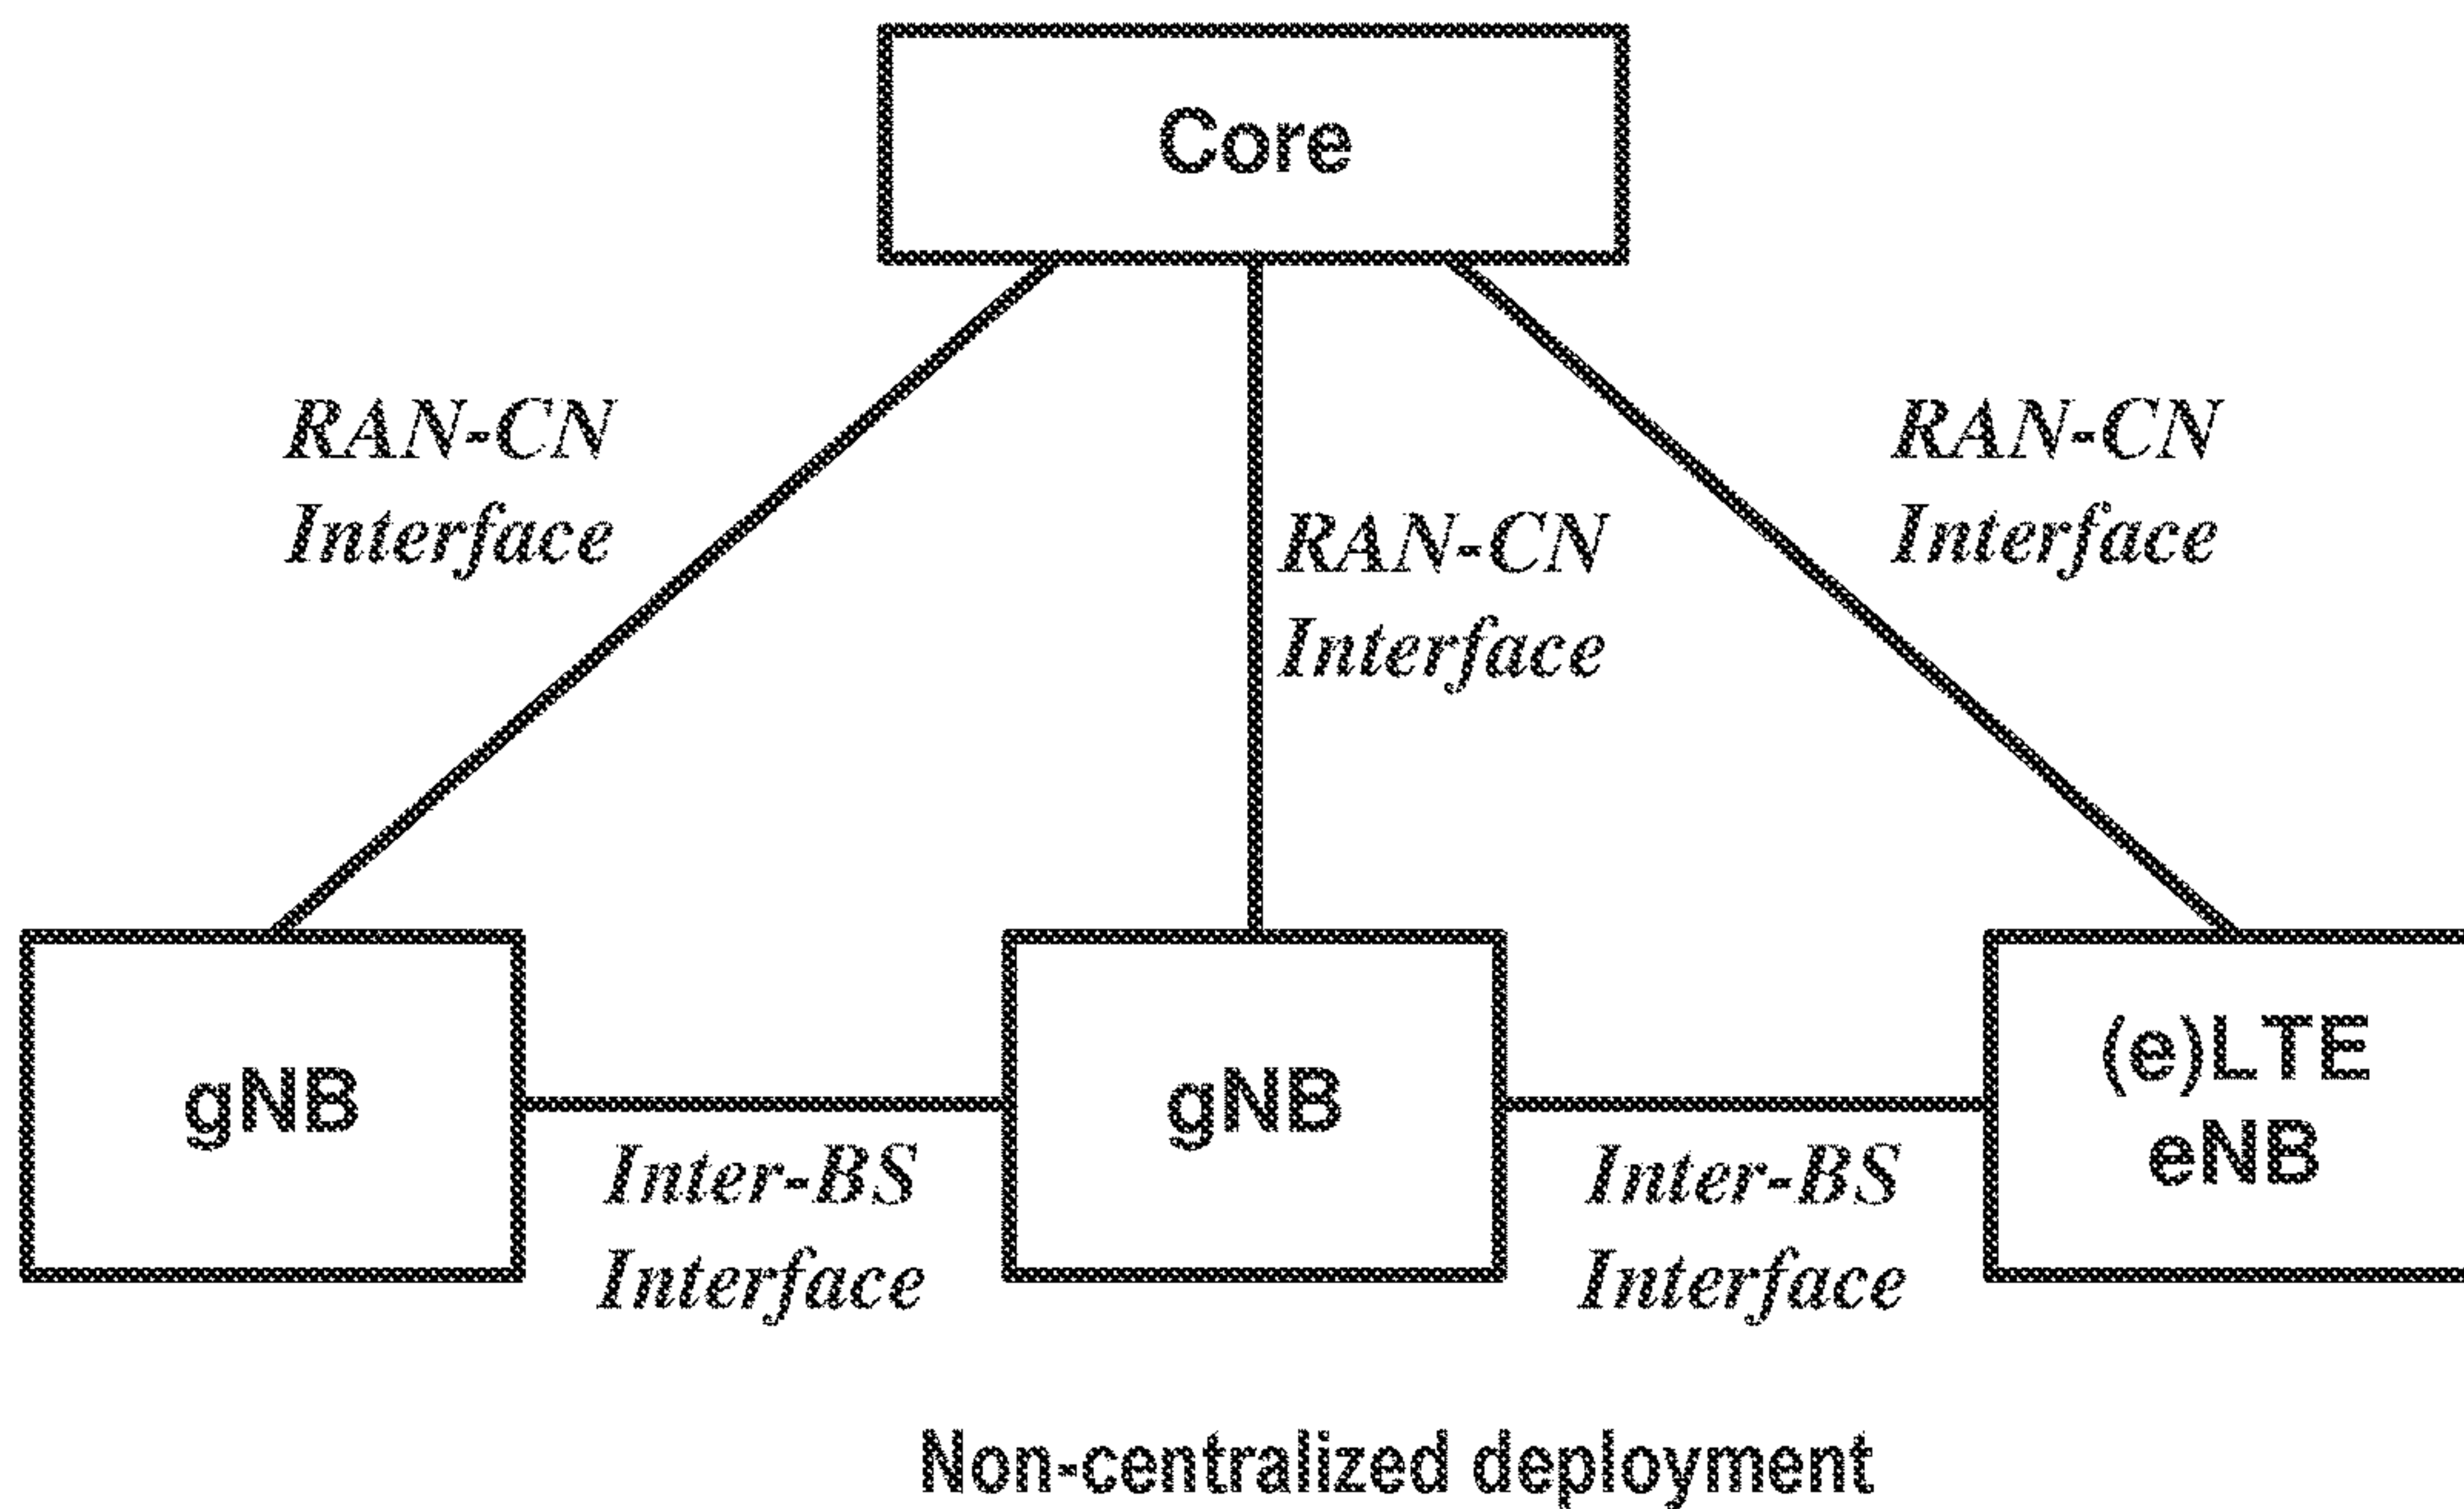 Core
RAN-CN
Interface
RAN-CN
Interface
RAN-CN
Interface
gNB
Inter-BS
Interface
gNB
Inter-BS
Interface
(e)LTE
eNB
Non-centralized deployment